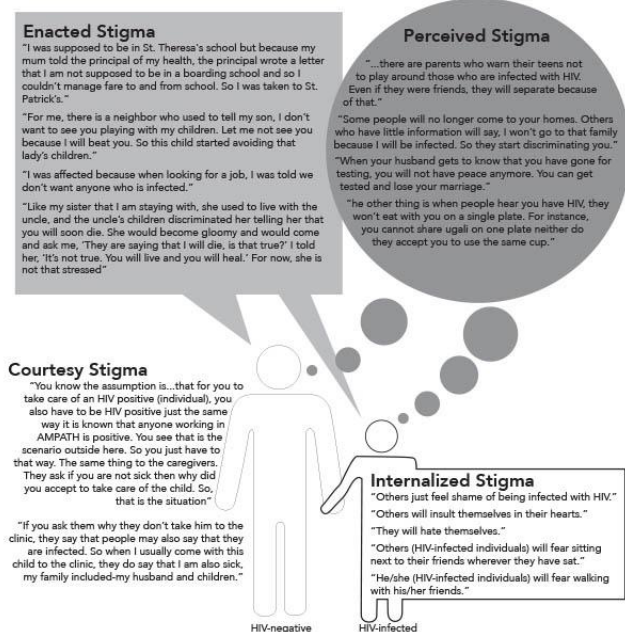 Enacted Stigma
"I was supposed to be in St. Theresa's school but because my
mum told the principal of my health, the principal wrote a letter
that I am not supposed to be in a boarding school and so I
couldn't manage fare to and from school. So I was taken to St.
Patrick's."
"For me, there is a neighbor who used to tell my son, I don't
want to see you playing with my children. Let me not see you
because I will beat you. So this child started avoiding that
lady's children."
"I was affected because when looking for a job, I was told we
don't want anyone who is infected."
"Like my sister that I am staying with, she used to live with the
uncle, and the uncle's children discriminated her telling her that
you will soon die. She would become gloomy and would come
and ask me, 'They are saying that I will die, is that true?' I told
her, 'It's not true. You will live and you will heal.' For now, she is
not that stressed"
Perceived Stigma
"...there are parents who warn their teens not
to play around those who are infected with HIV.
Even if they were friends, they will separate because
of that."
"Some people will no longer come to your homes. Others
who have little information will say, I won't go to that family
because I will be infected. So they start discriminating you."
"When your husband gets to know that you have gone for
testing, you will not have peace anymore. You can get
tested and lose your marriage."
"he other thing is when people hear you have HIV, they
won't eat with you on a single plate. For instance,
you cannot share ugali on one plate neither do
they accept you to use the same cup."
Courtesy Stigma
"You know the assumption is...that for you to
take care of an HIV positive (individual), you
also have to be HIV positive just the same
way it is known that anyone working in
AMPATH is positive. You see that is the
scenario outside here. So you just have to
that way. The same thing to the caregivers.
They ask if you are not sick then why did
you accept to take care of the child. So,
that is the situation"
"If you ask them why they don't take him to the
clinic, they say that people may also say that they
are infected. So when I usually come with this
child to the clinic, they do say that I am also sick,
my family included-my husband and children."
Internalized Stigma
"Others just feel shame of being infected with HIV."
"Others will insult themselves in their hearts."
"They will hate themselves."
"Others (HIV-infected individuals) will fear sitting
next to their friends wherever they have sat."
"He/she (HIV-infected individuals) will fear walking
with his/her friends."
HIV-negative
HIV-infected